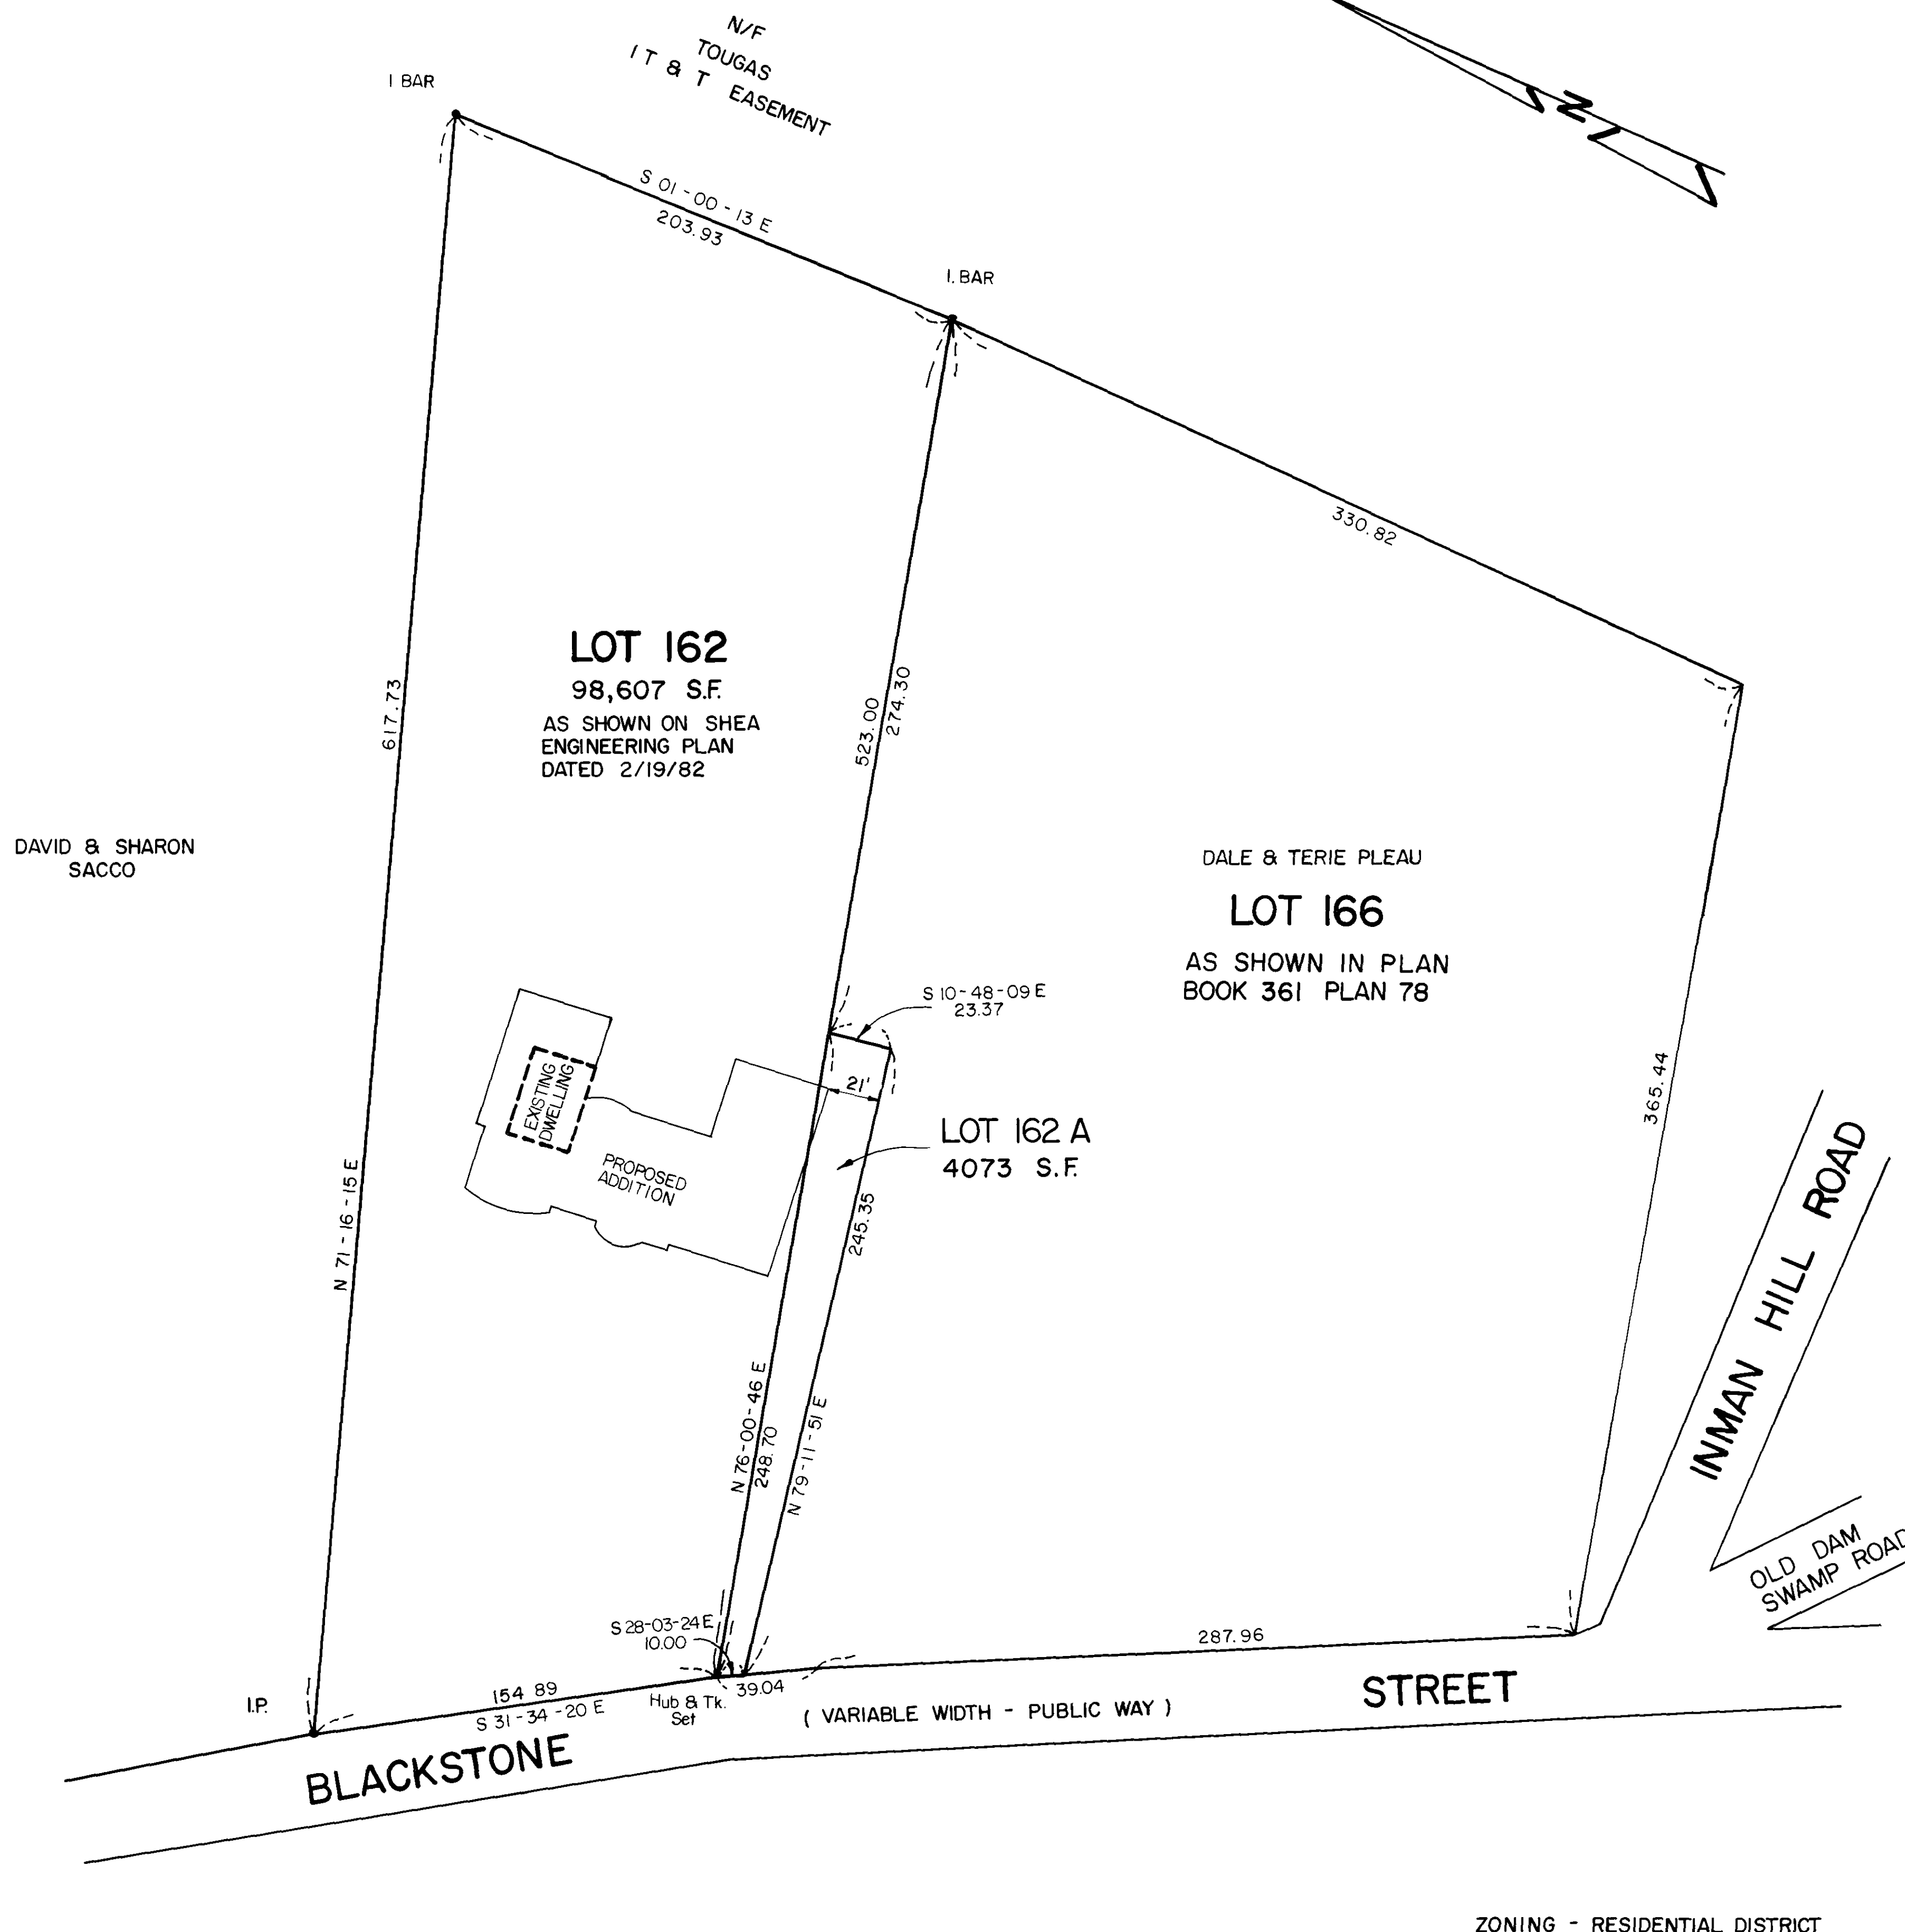 N/F
TOUGAS
I T & T EASEMENT
I BAR
N
S 01-00-13 E
203.93
I. BAR
330.82
LOT 162
98,607 S.F.
AS SHOWN ON SHEA
ENGINEERING PLAN
DATED 2/19/82
617.73
523.00
274.30
DAVID & SHARON
SACCO
DALE & TERIE PLEAU
LOT 166
AS SHOWN IN PLAN
BOOK 361 PLAN 78
S 10-48-09 E
23.37
21'
EXISTING
DWELLING
PROPOSED
ADDITION
LOT 162 A
4073 S.F.
245.35
365.44
N 71-16-15 E
INMAN HILL ROAD
N 76-00-46 E
248.70
N 79-11-51 E
OLD DAM
SWAMP ROAD
S 28-03-24 E
10.00
287.96
I.P.
154 89
S 31-34-20 E
Hub & Tk.
Set
39.04
( VARIABLE WIDTH - PUBLIC WAY )
BLACKSTONE STREET
ZONING - RESIDENTIAL DISTRICT